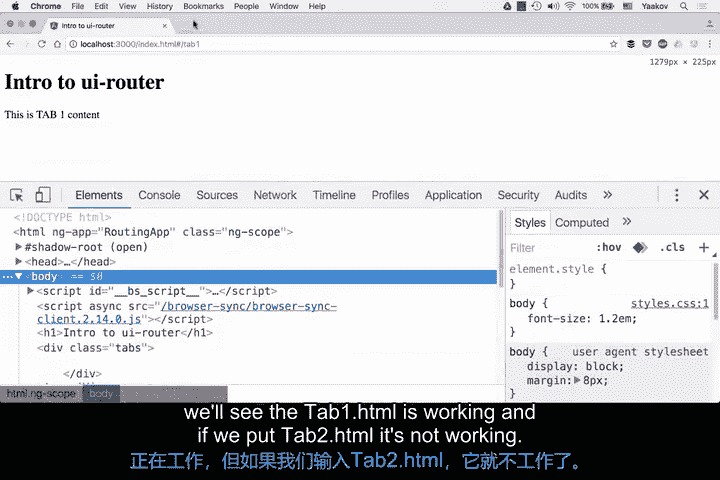 Chrome File Edit View History Bookmarks People Window Help 100% Yaakov
Intro to ui-router
localhost:3000/index.html#/tab1
1279px × 225px
Intro to ui-router
This is TAB 1 content
Elements Console Sources Network Timeline Profiles Application Security Audits »
<!DOCTYPE html>
<html ng-app="RoutingApp" class="ng-scope">
#shadow-root (open)
<head>…</head>
<body> == $0
<script id="__bs_script__">…</script>
<script async src="/browser-sync/browser-sync-
client.2.14.0.js"></script>
<h1>Intro to ui-router</h1>
<div class="tabs">
</div>
html.ng-scope body
Styles Computed »
Filter :hov .cls +
element.style {
}
body { styles.css:1
font-size: 1.2em;
}
body { user agent stylesheet
display: block;
margin: 8px;
we'll see the Tab1.html is working and
if we put Tab2.html it's not working.
正在工作，但如果我们输入Tab2.html，它就不工作了。